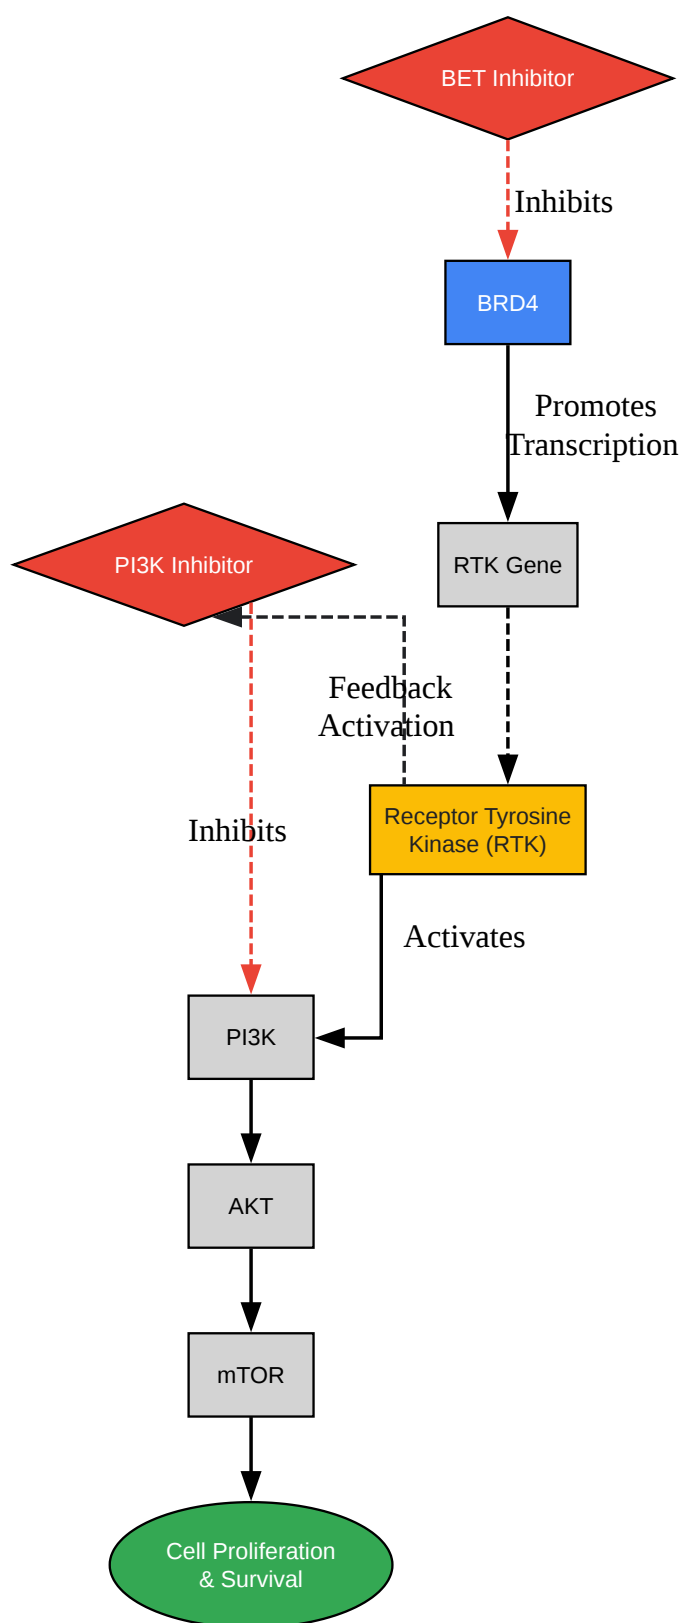 BET Inhibitor
Inhibits
BRD4
Promotes
Transcription
PI3K Inhibitor
RTK Gene
Feedback
Activation
Receptor Tyrosine
Kinase (RTK)
Inhibits
Activates
PI3K
AKT
mTOR
Cell Proliferation
& Survival